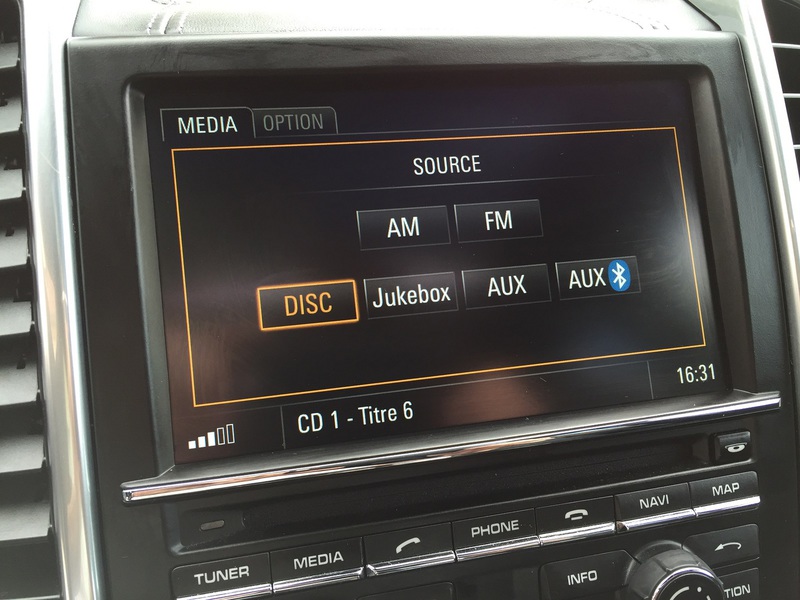 MEDIA OPTION
SOURCE
AM FM
DISC Jukebox AUX AUX
16:31
CD 1 - Titre 6
TUNER MEDIA PHONE NAVI MAP
INFO
TION